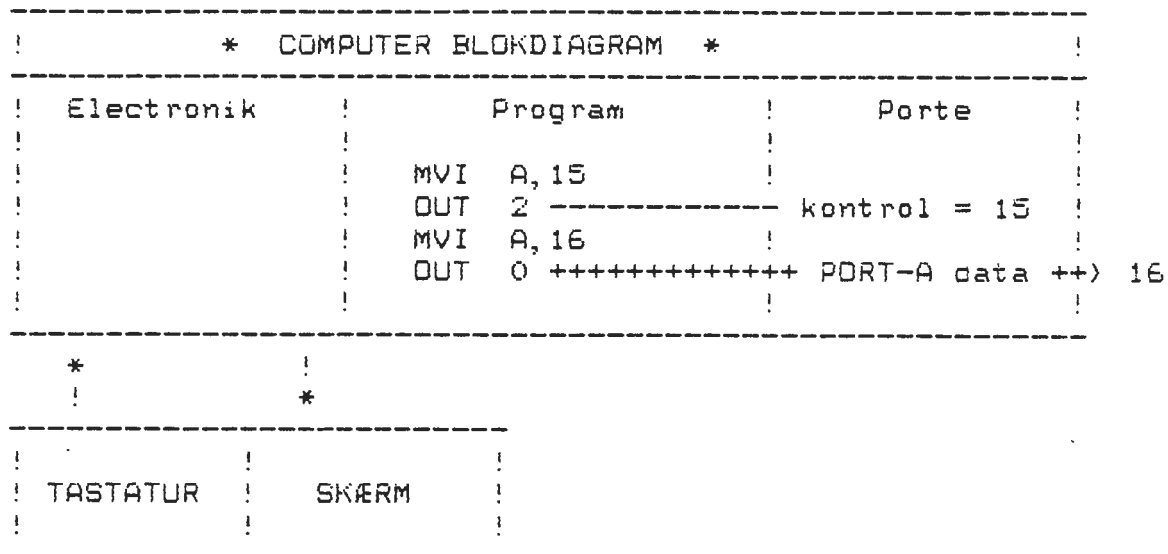 * COMPUTER BLOKDIAGRAM *
Electronik ! Program ! Porte
MVI A,15
OUT 2 ------------ kontrol = 15
MVI A,16
OUT 0 +++++++++++++ PORT-A data ++> 16
TASTATUR ! SKÆRM